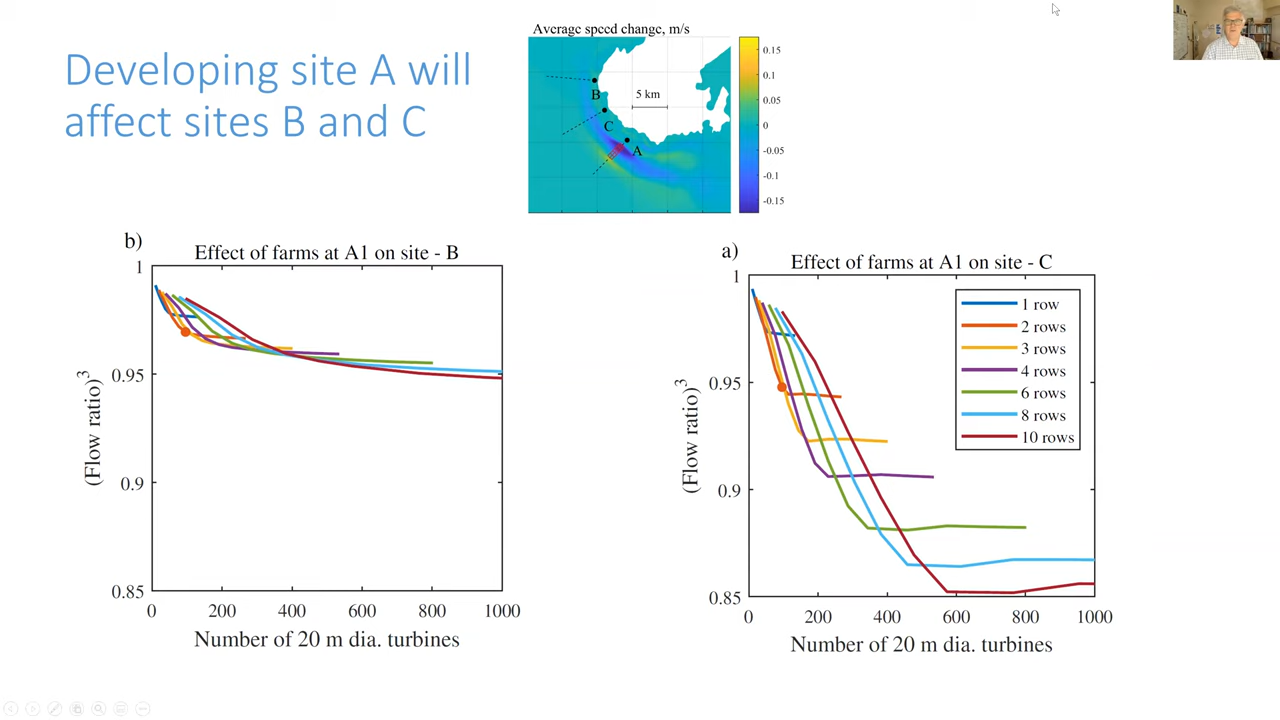 Developing site A will
affect sites B and C
Average speed change, m/s
B
C
A
5 km
0.15
0.1
0.05
0
-0.05
-0.1
-0.15
b)
Effect of farms at A1 on site - B
1
0.95
0.9
0.85
(Flow ratio)³
0 200 400 600 800 1000
Number of 20 m dia. turbines
a)
Effect of farms at A1 on site - C
1
0.95
0.9
0.85
(Flow ratio)³
1 row
2 rows
3 rows
4 rows
6 rows
8 rows
10 rows
0 200 400 600 800 1000
Number of 20 m dia. turbines